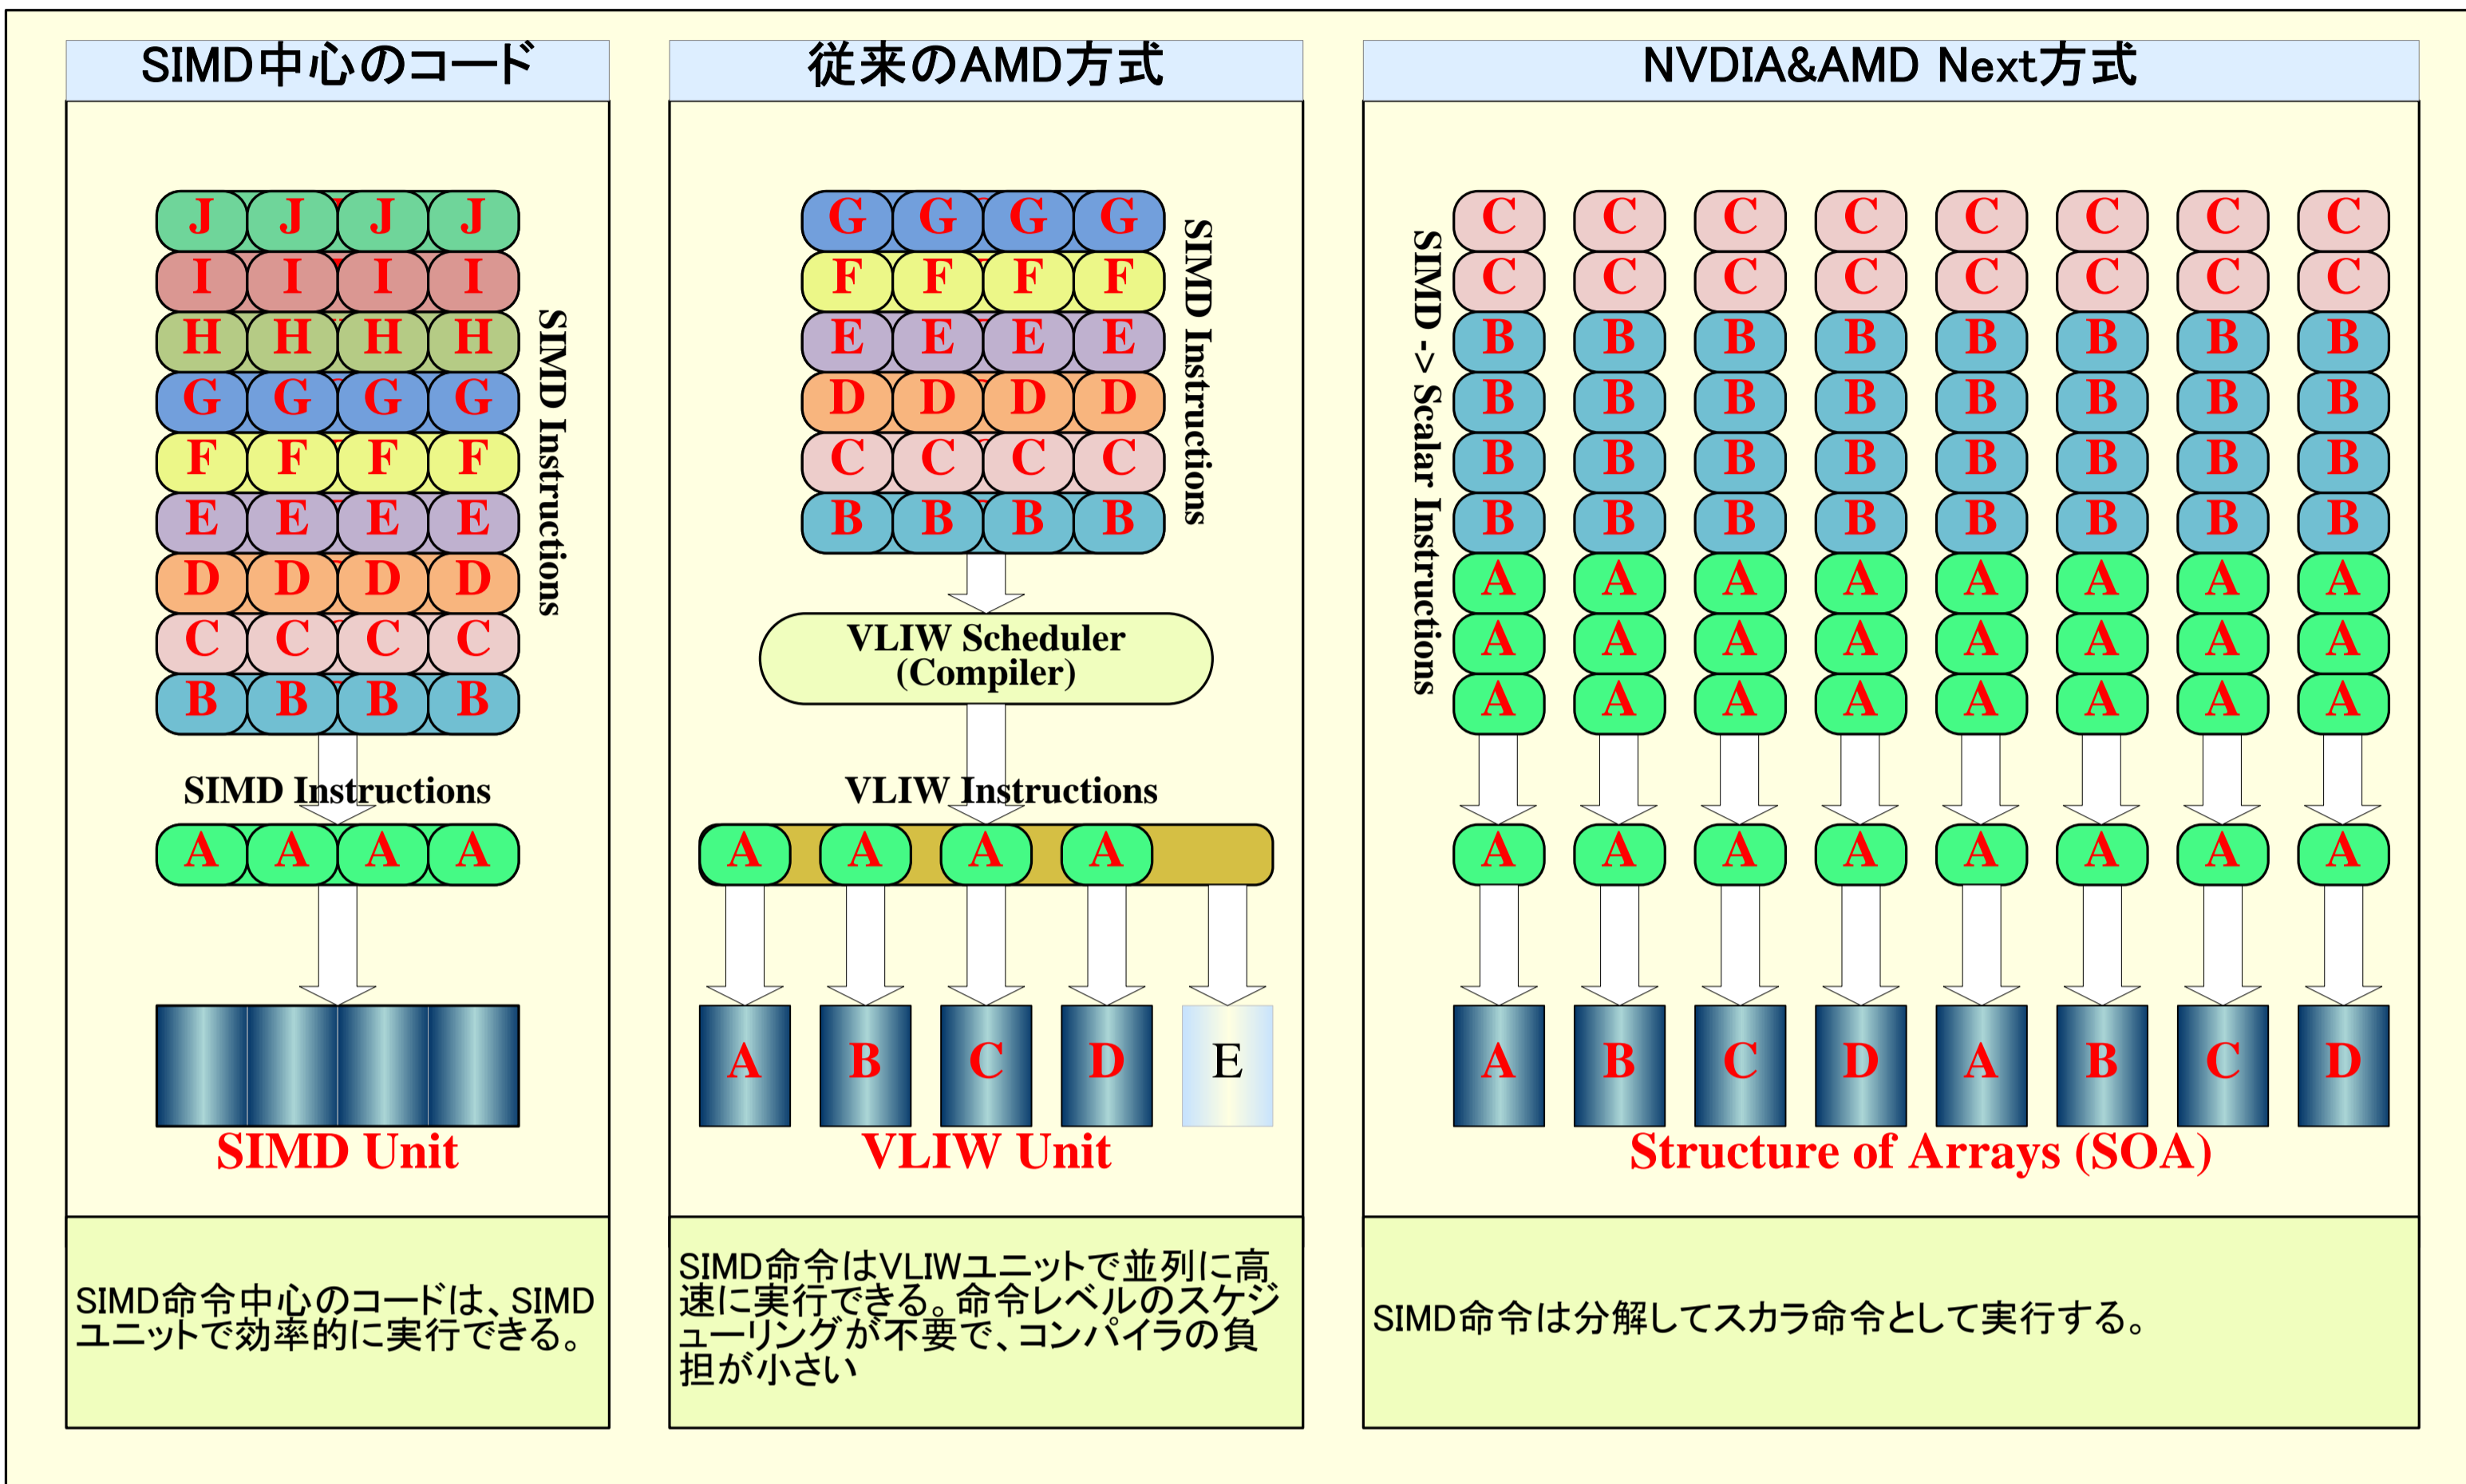 SIMD中心のコード
J J J J
I I I I
H H H H
G G G G
F F F F
E E E E
D D D D
C C C C
B B B B
SIMD Instructions
SIMD Instructions
A A A A
SIMD Unit
SIMD命令中心のコードは、SIMD
ユニットで効率的に実行できる。
従来のAMD方式
G G G G
F F F F
E E E E
D D D D
C C C C
B B B B
SIMD Instructions
VLIW Scheduler
(Compiler)
VLIW Instructions
A A A A
A B C D E
VLIW Unit
SIMD命令はVLIWユニットで並列に高
速に実行できる。命令レベルのスケジ
ューリングが不要で、コンパイラの負
担が小さい
NVDIA&AMD Next方式
SIMD -> Scalar Instructions
C C C C C C C C
C C C C C C C C
B B B B B B B B
B B B B B B B B
B B B B B B B B
B B B B B B B B
A A A A A A A A
A A A A A A A A
A A A A A A A A
A A A A A A A A
A B C D A B C D
Structure of Arrays (SOA)
SIMD命令は分解してスカラ命令として実行する。